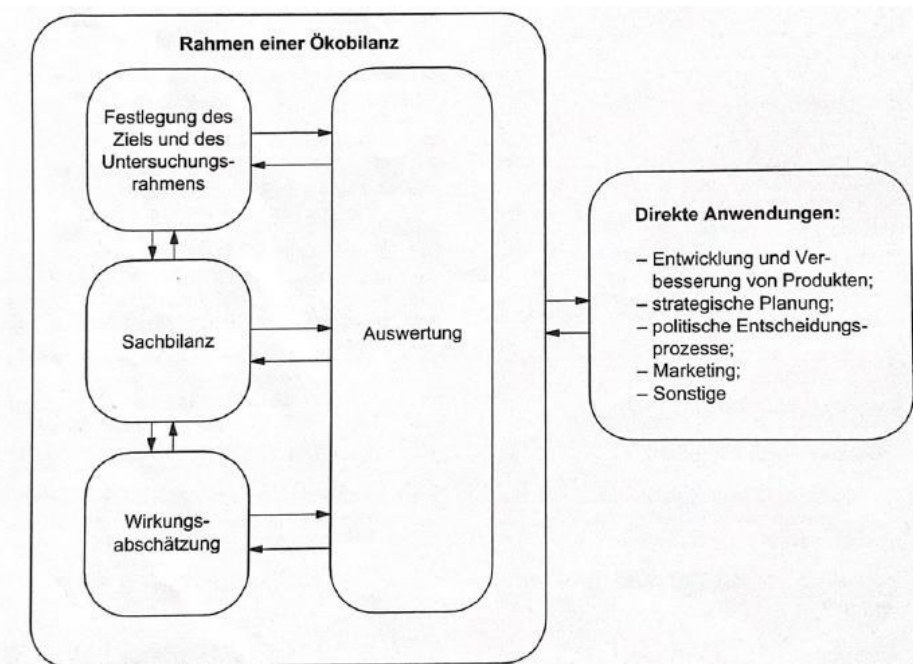 Rahmen einer Ökobilanz
Festlegung des
Ziels und des
Untersuchungs-
rahmens
Sachbilanz
Wirkungs-
abschätzung
Auswertung
Direkte Anwendungen:
– Entwicklung und Ver-
besserung von Produkten;
– strategische Planung;
– politische Entscheidungs-
prozesse;
– Marketing;
– Sonstige